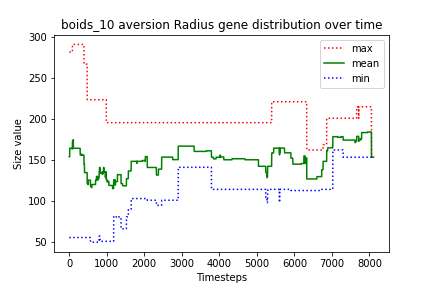 boids_10 aversion Radius gene distribution over time
max
mean
min
Size value
300
250
200
150
100
50
0 1000 2000 3000 4000 5000 6000 7000 8000
Timesteps